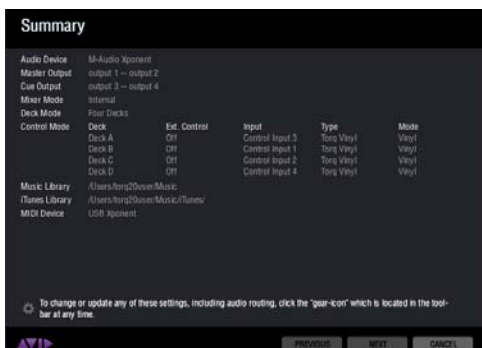 Summary
Audio Device M-Audio Xponent
Master Output output 1 – output 2
Cue Output output 3 – output 4
Mixer Mode Internal
Deck Mode Four Decks
Control Mode Deck Ext. Control Input Type Mode
Deck A Off Control Input 3 Torq Vinyl Vinyl
Deck B Off Control Input 1 Torq Vinyl Vinyl
Deck C Off Control Input 2 Torq Vinyl Vinyl
Deck D Off Control Input 4 Torq Vinyl Vinyl
Music Library /Users/torq20user/Music
iTunes Library /Users/torq20user/Music/iTunes/
MIDI Device USB Xponent
To change or update any of these settings, including audio routing, click the "gear-icon" which is located in the tool-
bar at any time.
AVID PREVIOUS NEXT CANCEL